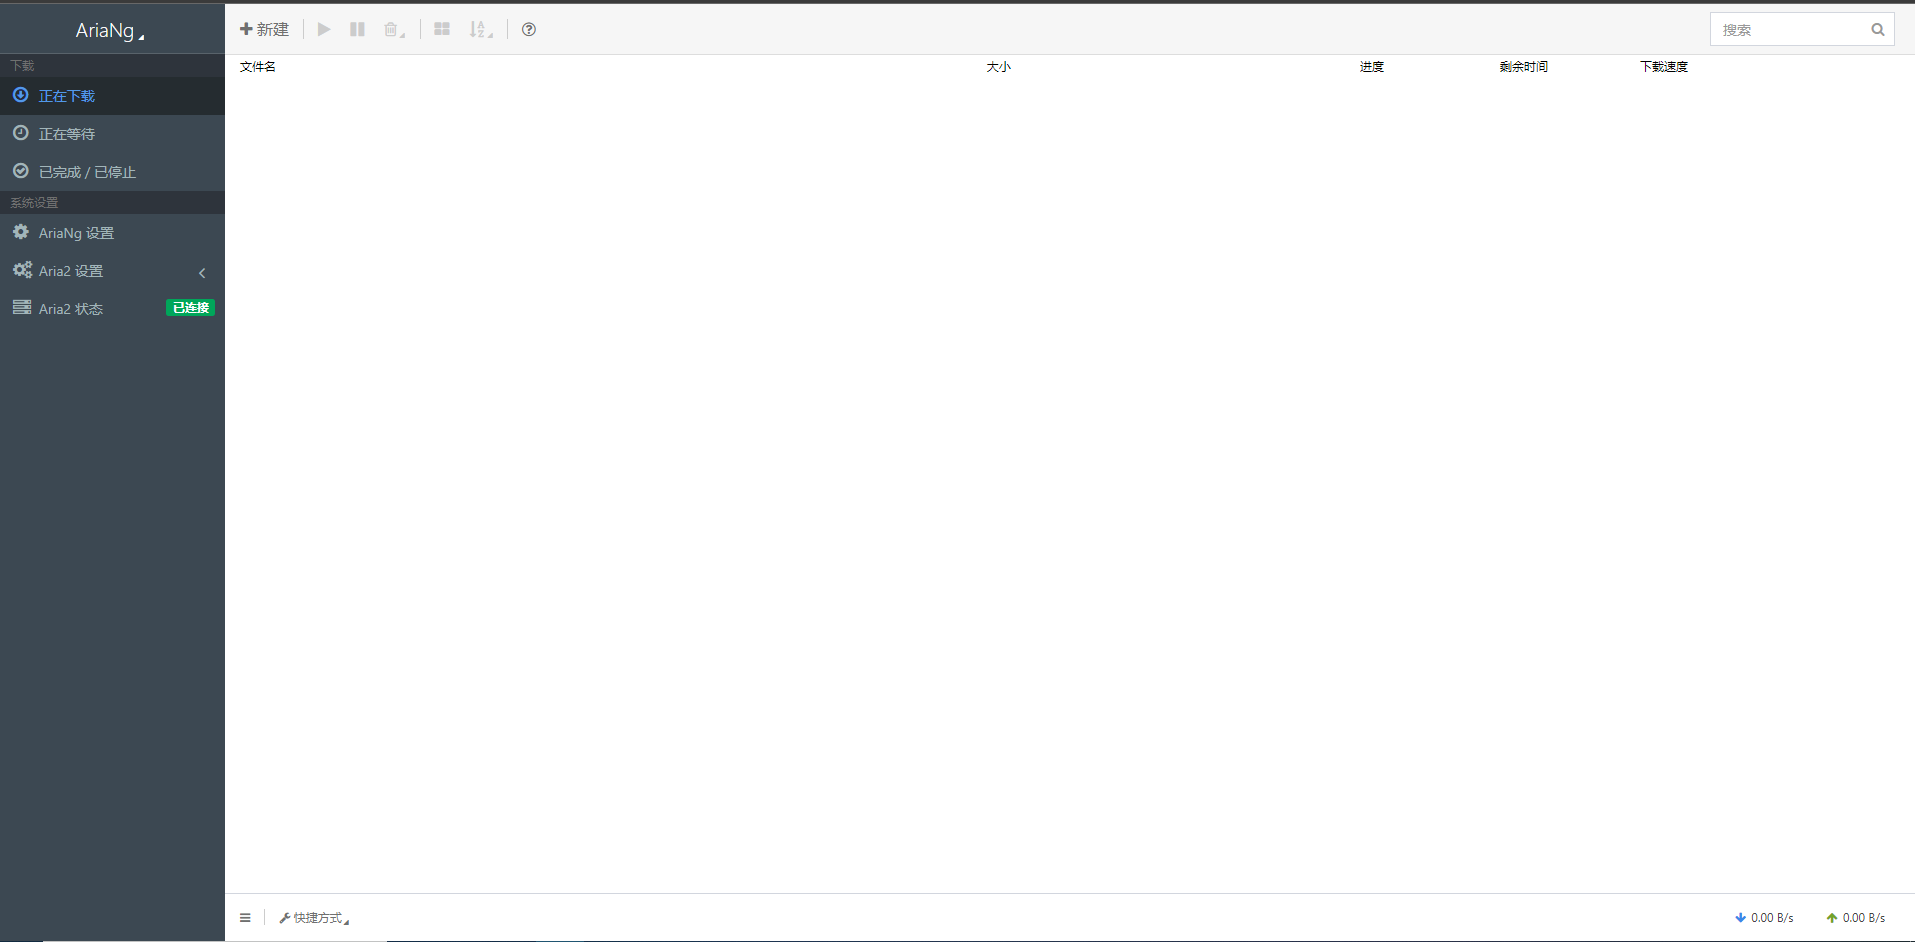 AriaNg
下载
正在下载
正在等待
已完成 / 已停止
系统设置
AriaNg 设置
Aria2 设置
Aria2 状态 已连接
新建
搜索
文件名 大小 进度 剩余时间 下载速度
快捷方式 0.00 B/s 0.00 B/s